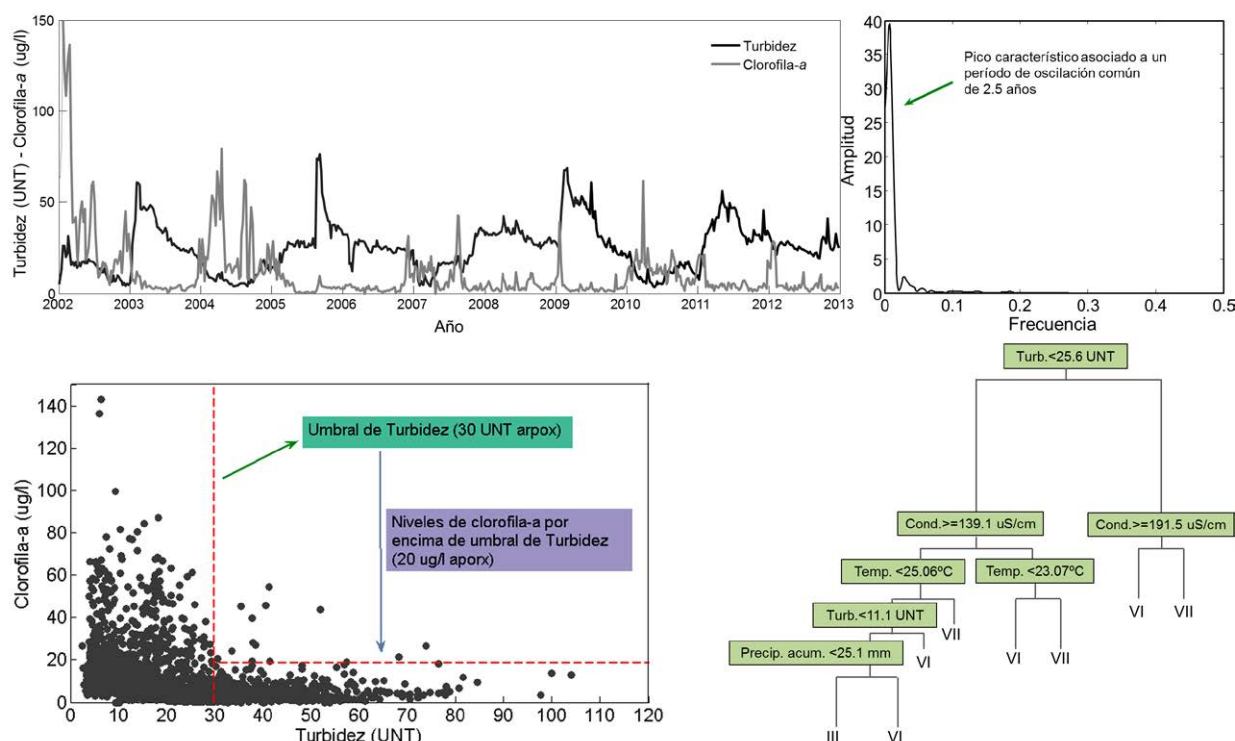 150
100
50
0
Turbidez (UNT) - Clorofila-a (ug/l)
Turbidez
Clorofila-a
2002 2003 2004 2005 2006 2007 2008 2009 2010 2011 2012 2013
Año
40
35
30
25
20
15
10
5
0
Amplitud
Pico característico asociado a un
período de oscilación común
de 2.5 años
0 0.1 0.2 0.3 0.4 0.5
Frecuencia
140
120
100
80
60
40
20
0
Clorofila-a (ug/l)
Umbral de Turbidez (30 UNT arpox)
Niveles de clorofila-a por
encima de umbral de Turbidez
(20 ug/l aporx)
0 10 20 30 40 50 60 70 80 90 100 110 120
Turbidez (UNT)
Turb.<25.6 UNT
Cond.>=139.1 uS/cm
Cond.>=191.5 uS/cm
Temp. <25.06ºC
Temp. <23.07ºC
Turb.<11.1 UNT
VI VII
VII
Precip. acum. <25.1 mm
VI
VI VII
III VI